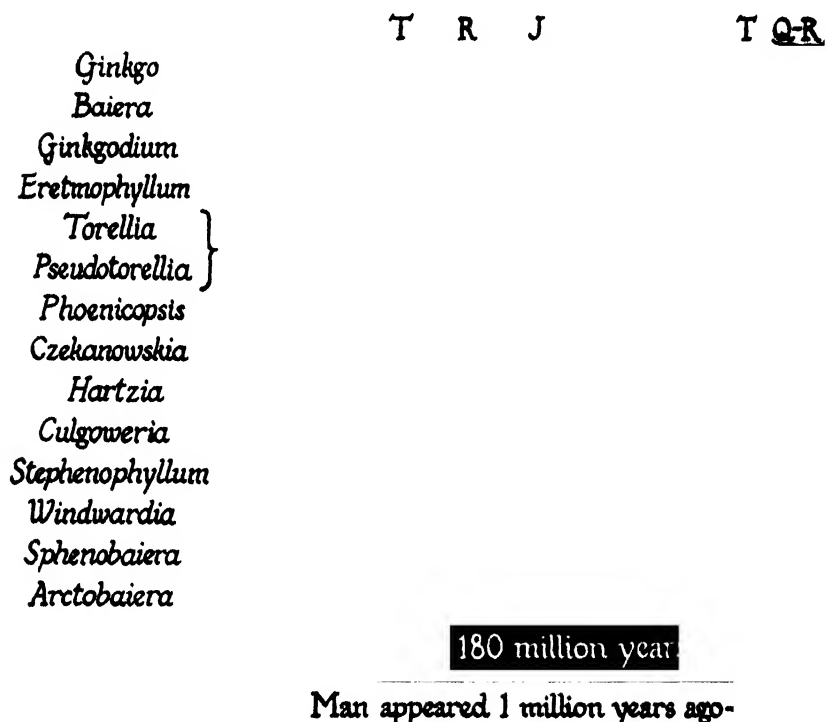 T R J T Q-R
Ginkgo
Baiera
Ginkgodium
Eretmophyllum
Torellia
Pseudotorellia
Phoenicopsis
Czekanowskia
Hartzia
Culgoweria
Stephenophyllum
Windwardia
Sphenobaiera
Arctobaiera
180 million year
Man appeared 1 million years ago-